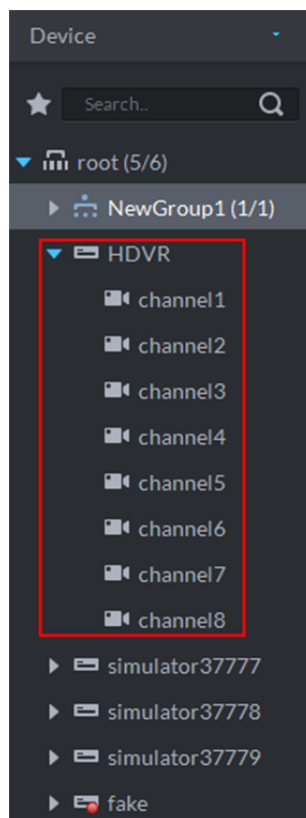 Device
Search..
root (5/6)
NewGroup1 (1/1)
HDVR
channel1
channel2
channel3
channel4
channel5
channel6
channel7
channel8
simulator37777
simulator37778
simulator37779
fake